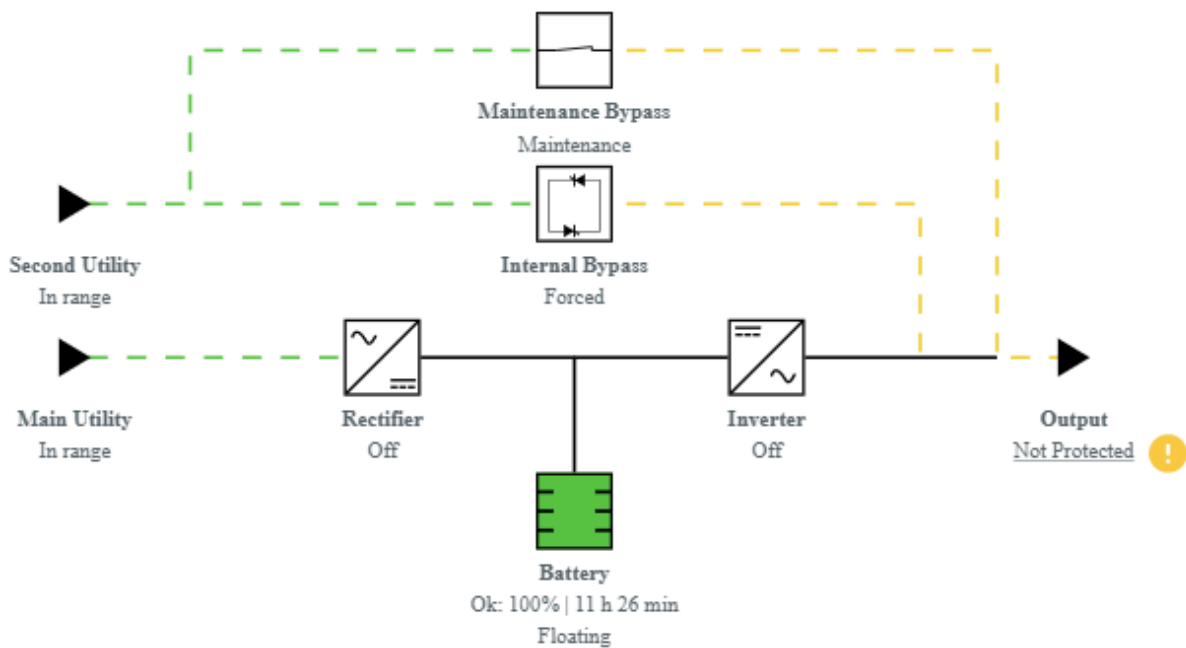 Maintenance Bypass
Maintenance
Second Utility
In range
Internal Bypass
Forced
Main Utility
In range
Rectifier
Off
Inverter
Off
Output
Not Protected
!
Battery
Ok: 100% | 11 h 26 min
Floating